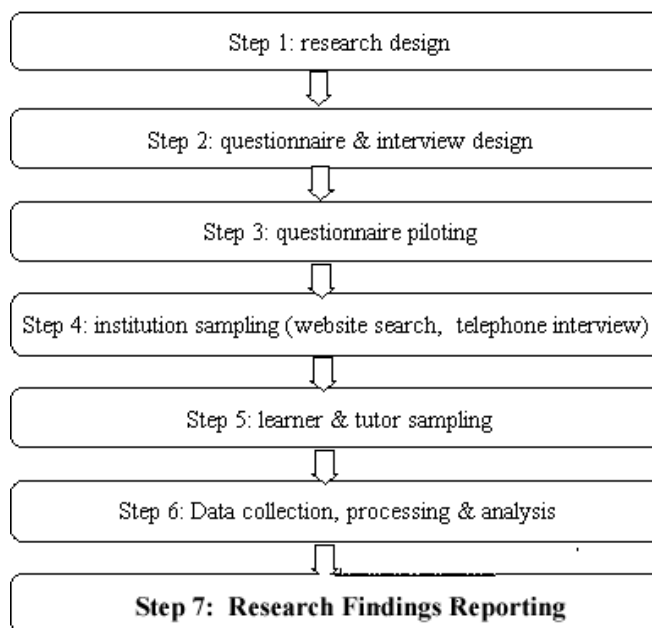 Step 1: research design
Step 2: questionnaire & interview design
Step 3: questionnaire piloting
Step 4: institution sampling (website search, telephone interview)
Step 5: learner & tutor sampling
Step 6: Data collection, processing & analysis
Step 7: Research Findings Reporting